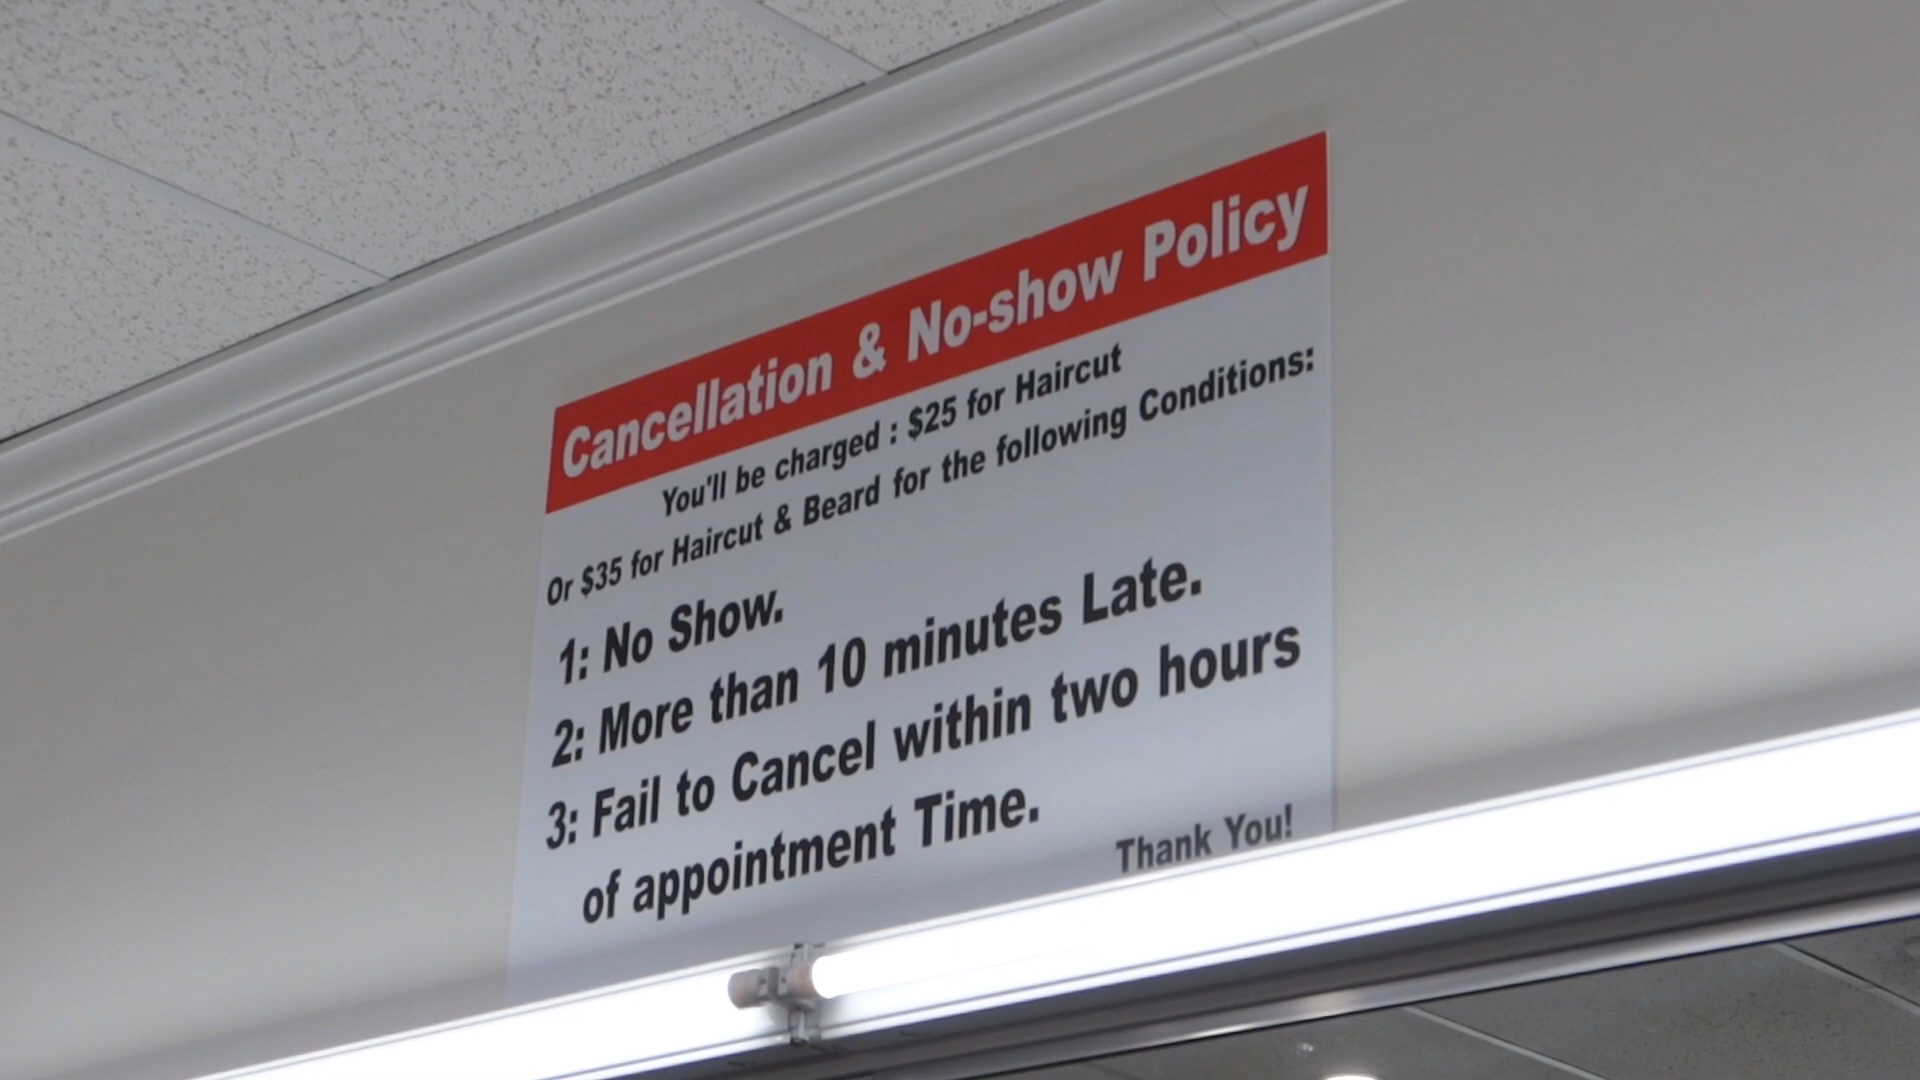 Cancellation & No-show Policy
You'll be charged : $25 for Haircut
Or $35 for Haircut & Beard for the following Conditions:
1: No Show.
2: More than 10 minutes Late.
3: Fail to Cancel within two hours
of appointment Time.
Thank You!